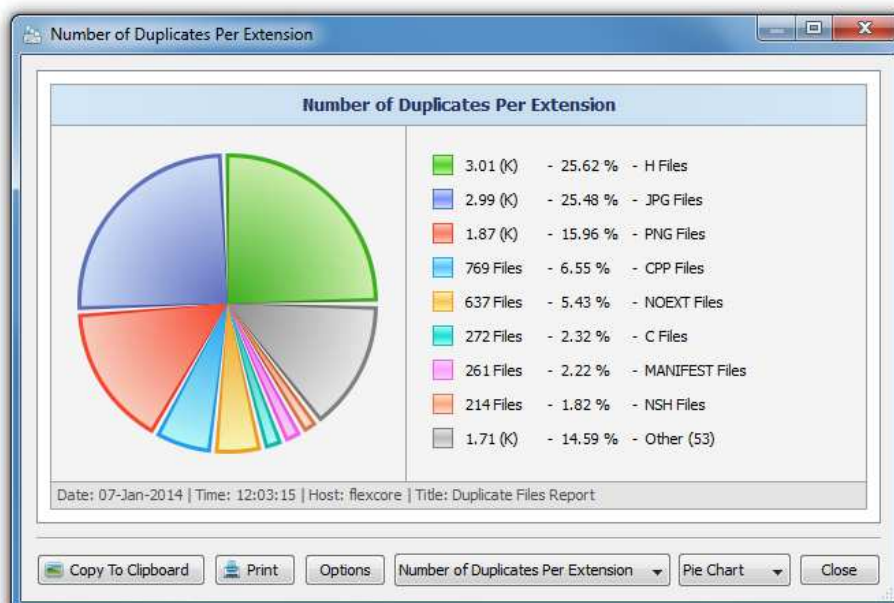 Number of Duplicates Per Extension
Number of Duplicates Per Extension
3.01 (K) - 25.62 % - H Files
2.99 (K) - 25.48 % - JPG Files
1.87 (K) - 15.96 % - PNG Files
769 Files - 6.55 % - CPP Files
637 Files - 5.43 % - NOEXT Files
272 Files - 2.32 % - C Files
261 Files - 2.22 % - MANIFEST Files
214 Files - 1.82 % - NSH Files
1.71 (K) - 14.59 % - Other (53)
Date: 07-Jan-2014 | Time: 12:03:15 | Host: flexcore | Title: Duplicate Files Report
Copy To Clipboard Print Options Number of Duplicates Per Extension Pie Chart Close